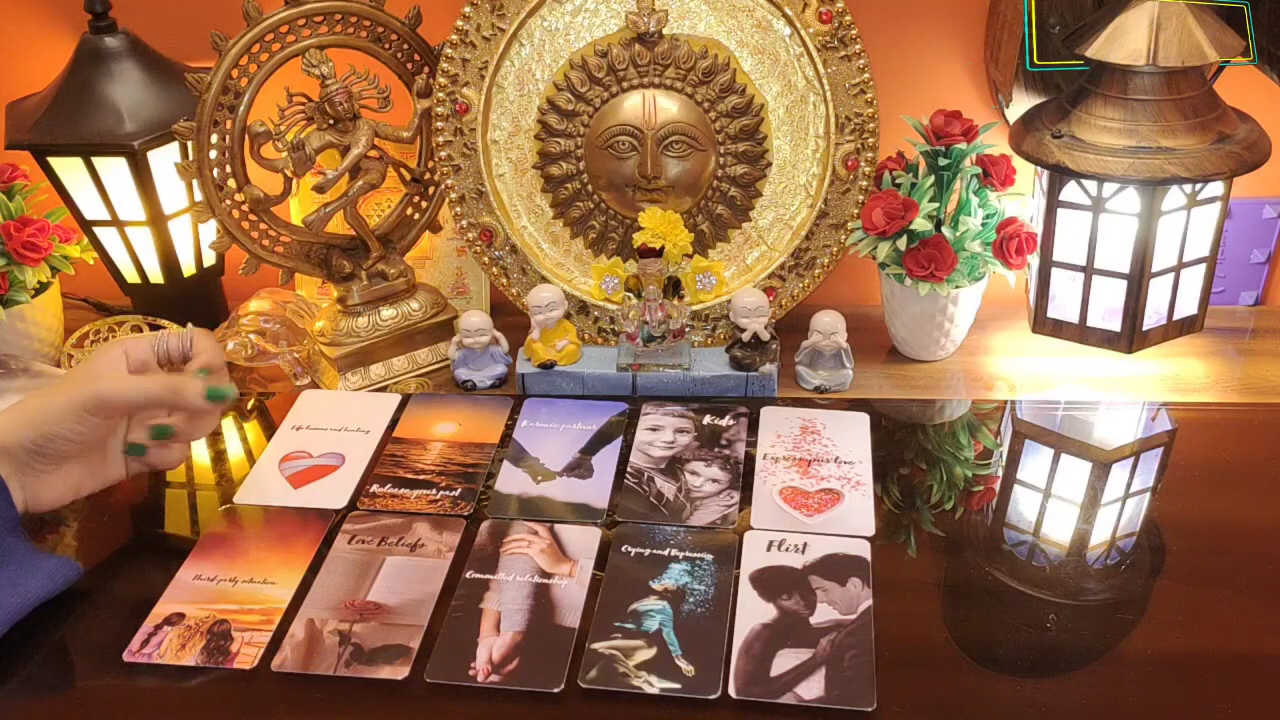 Life lessons and healing
Release your past
Karmic partner
Kids
Express your love
Third party situation
Love Beliefs
Committed relationship
Crying and Depression
Flirt